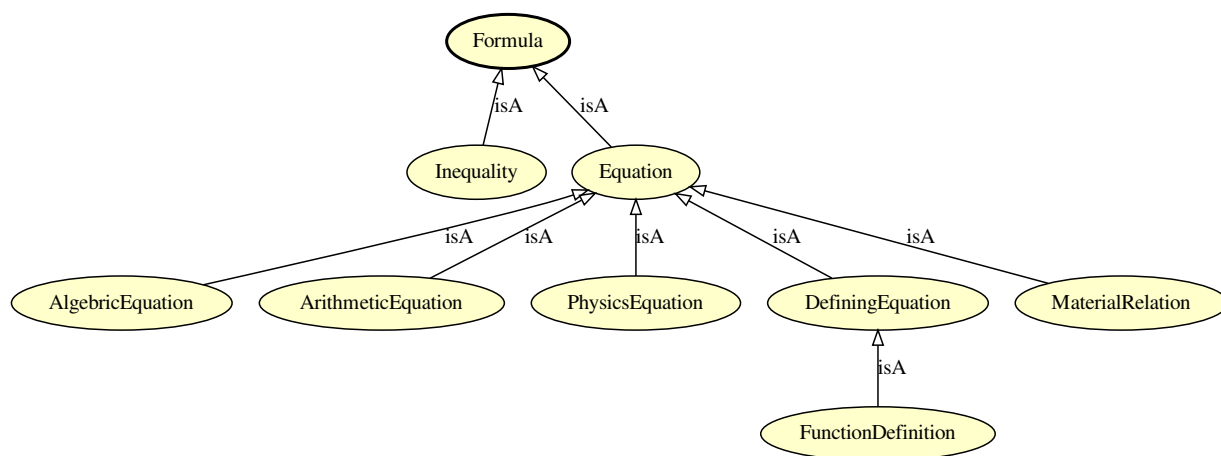 Formula
isA
isA
Inequality
Equation
isA
isA
isA
isA
isA
AlgebricEquation
ArithmeticEquation
PhysicsEquation
DefiningEquation
MaterialRelation
isA
FunctionDefinition